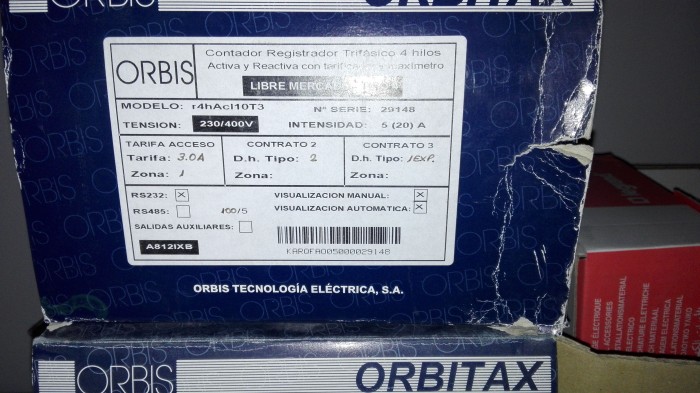 ORBIS
ORBITAX
ORBIS
Contador Registrador Trifásico 4 hilos
Activa y Reactiva con tarifica y maxímetro
LIBRE MERCA
MODELO: r4hAcI10T3
Nº SERIE: 29148
TENSION: 230/400V
INTENSIDAD: 5 (20) A
TARIFA ACCESO
CONTRATO 2
CONTRATO 3
Tarifa: 3.0A
D.h. Tipo: 2
D.h. Tipo: 1EXP.
Zona: 1
Zona:
Zona:
RS232:
VISUALIZACION MANUAL:
RS485:
100/5
VISUALIZACION AUTOMATICA:
SALIDAS AUXILIARES:
A812IXB
KAROFA005000029148
ORBIS TECNOLOGÍA ELÉCTRICA, S.A.
ORBIS
ORBITAX